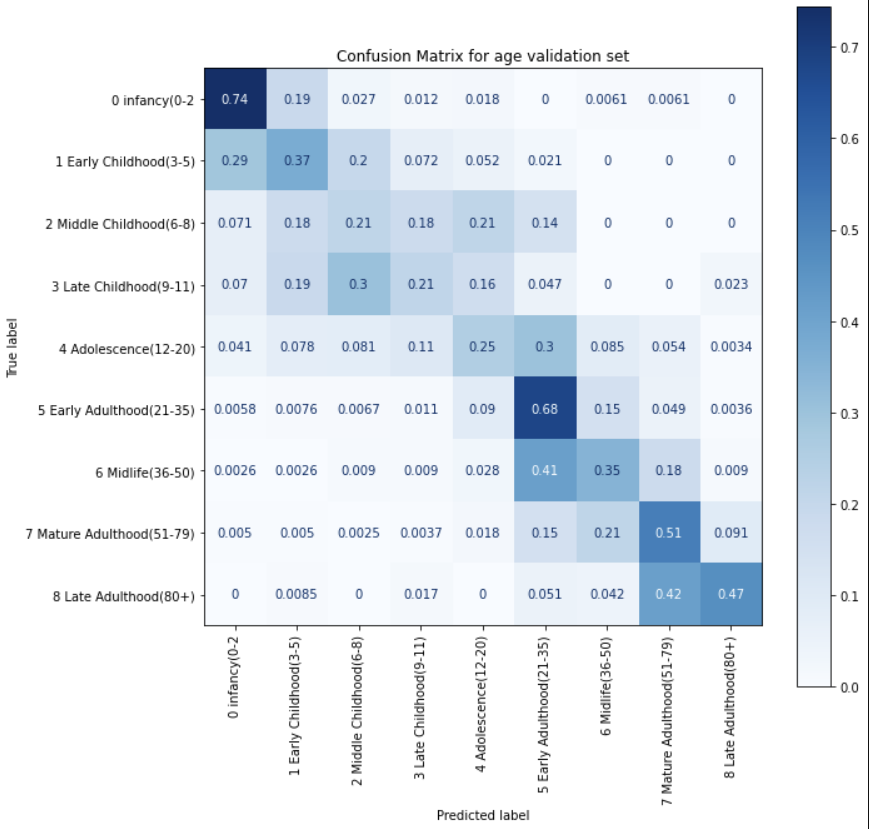 Confusion Matrix for age validation set
0 infancy(0-2 0.74 0.19 0.027 0.012 0.018 0 0.0061 0.0061 0
1 Early Childhood(3-5) 0.29 0.37 0.2 0.072 0.052 0.021 0 0 0
2 Middle Childhood(6-8) 0.071 0.18 0.21 0.18 0.21 0.14 0 0 0
3 Late Childhood(9-11) 0.07 0.19 0.3 0.21 0.16 0.047 0 0 0.023
4 Adolescence(12-20) 0.041 0.078 0.081 0.11 0.25 0.3 0.085 0.054 0.0034
5 Early Adulthood(21-35) 0.0058 0.0076 0.0067 0.011 0.09 0.68 0.15 0.049 0.0036
6 Midlife(36-50) 0.0026 0.0026 0.009 0.009 0.028 0.41 0.35 0.18 0.009
7 Mature Adulthood(51-79) 0.005 0.005 0.0025 0.0037 0.018 0.15 0.21 0.51 0.091
8 Late Adulthood(80+) 0 0.0085 0 0.017 0 0.051 0.042 0.42 0.47
True label
0 infancy(0-2
1 Early Childhood(3-5)
2 Middle Childhood(6-8)
3 Late Childhood(9-11)
4 Adolescence(12-20)
5 Early Adulthood(21-35)
6 Midlife(36-50)
7 Mature Adulthood(51-79)
8 Late Adulthood(80+)
Predicted label
0.7
0.6
0.5
0.4
0.3
0.2
0.1
0.0